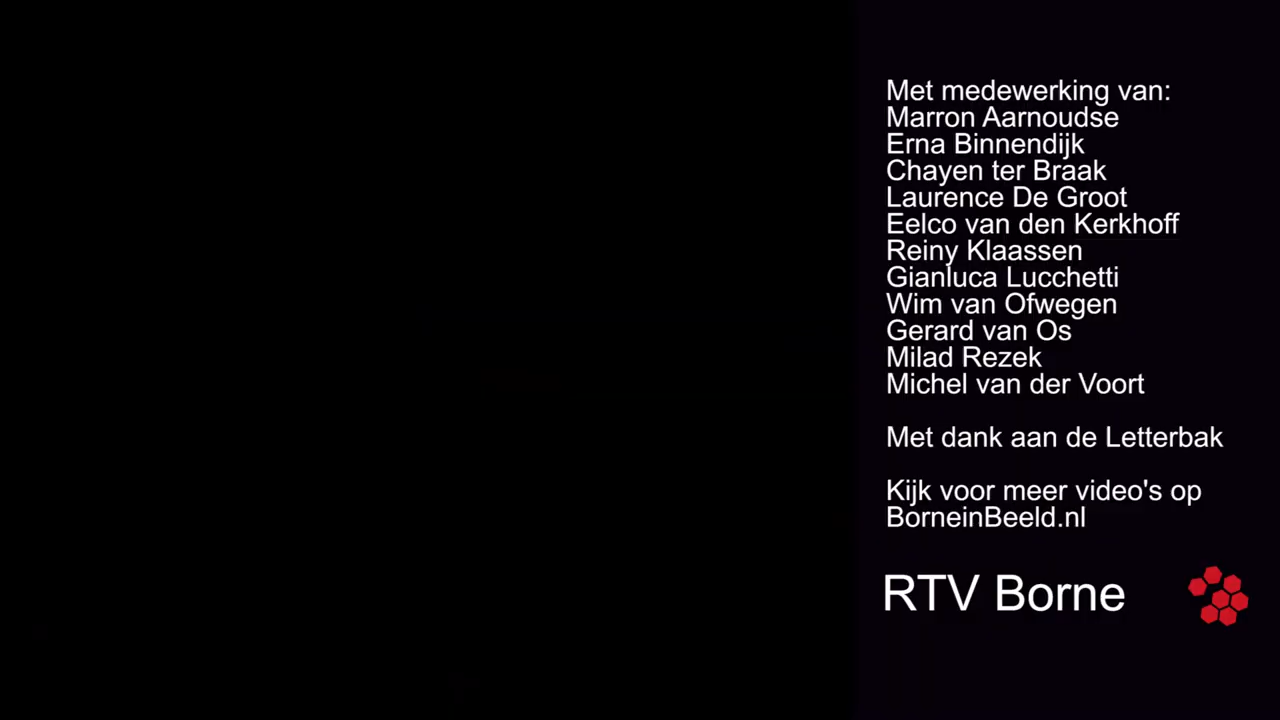 Met medewerking van:
Marron Aarnoudse
Erna Binnendijk
Chayen ter Braak
Laurence De Groot
Eelco van den Kerkhoff
Reiny Klaassen
Gianluca Lucchetti
Wim van Ofwegen
Gerard van Os
Milad Rezek
Michel van der Voort
Met dank aan de Letterbak
Kijk voor meer video's op
BorneinBeeld.nl
RTV Borne